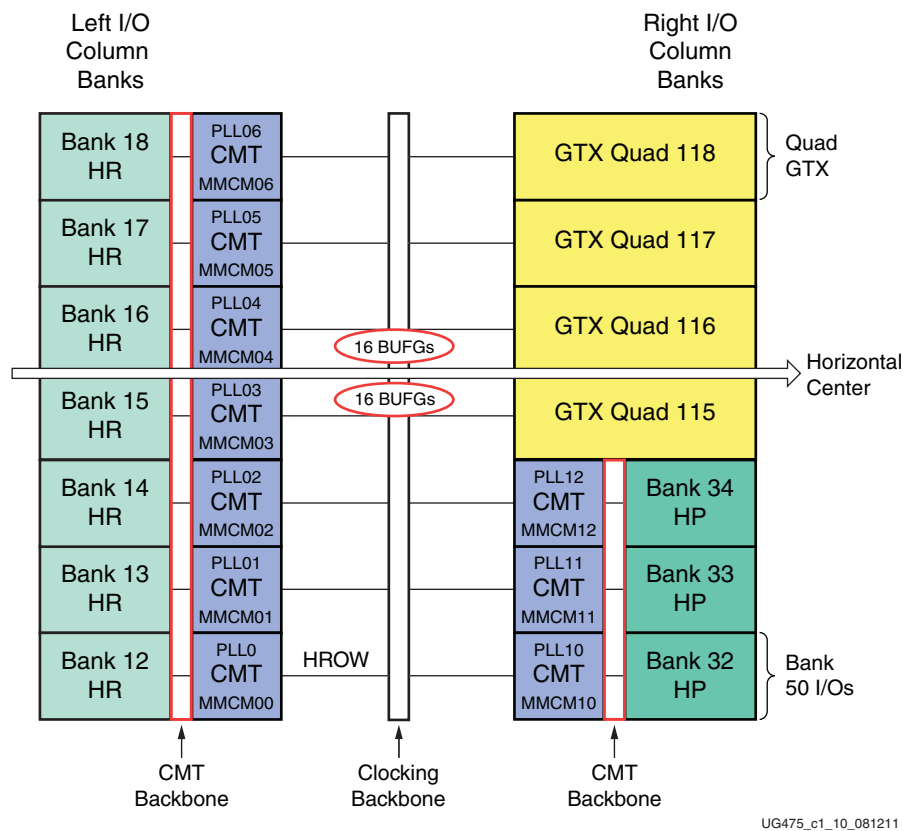 Left I/O
Column
Banks
Right I/O
Column
Banks
Bank 18
HR
PLL06
CMT
MMCM06
GTX Quad 118
Quad
GTX
Bank 17
HR
PLL05
CMT
MMCM05
GTX Quad 117
Bank 16
HR
PLL04
CMT
MMCM04
16 BUFGs
GTX Quad 116
Horizontal
Center
Bank 15
HR
PLL03
CMT
MMCM03
16 BUFGs
GTX Quad 115
Bank 14
HR
PLL02
CMT
MMCM02
PLL12
CMT
MMCM12
Bank 34
HP
Bank 13
HR
PLL01
CMT
MMCM01
PLL11
CMT
MMCM11
Bank 33
HP
Bank 12
HR
PLL0
CMT
MMCM00
HROW
PLL10
CMT
MMCM10
Bank 32
HP
Bank
50 I/Os
CMT
Backbone
Clocking
Backbone
CMT
Backbone
UG475_c1_10_081211